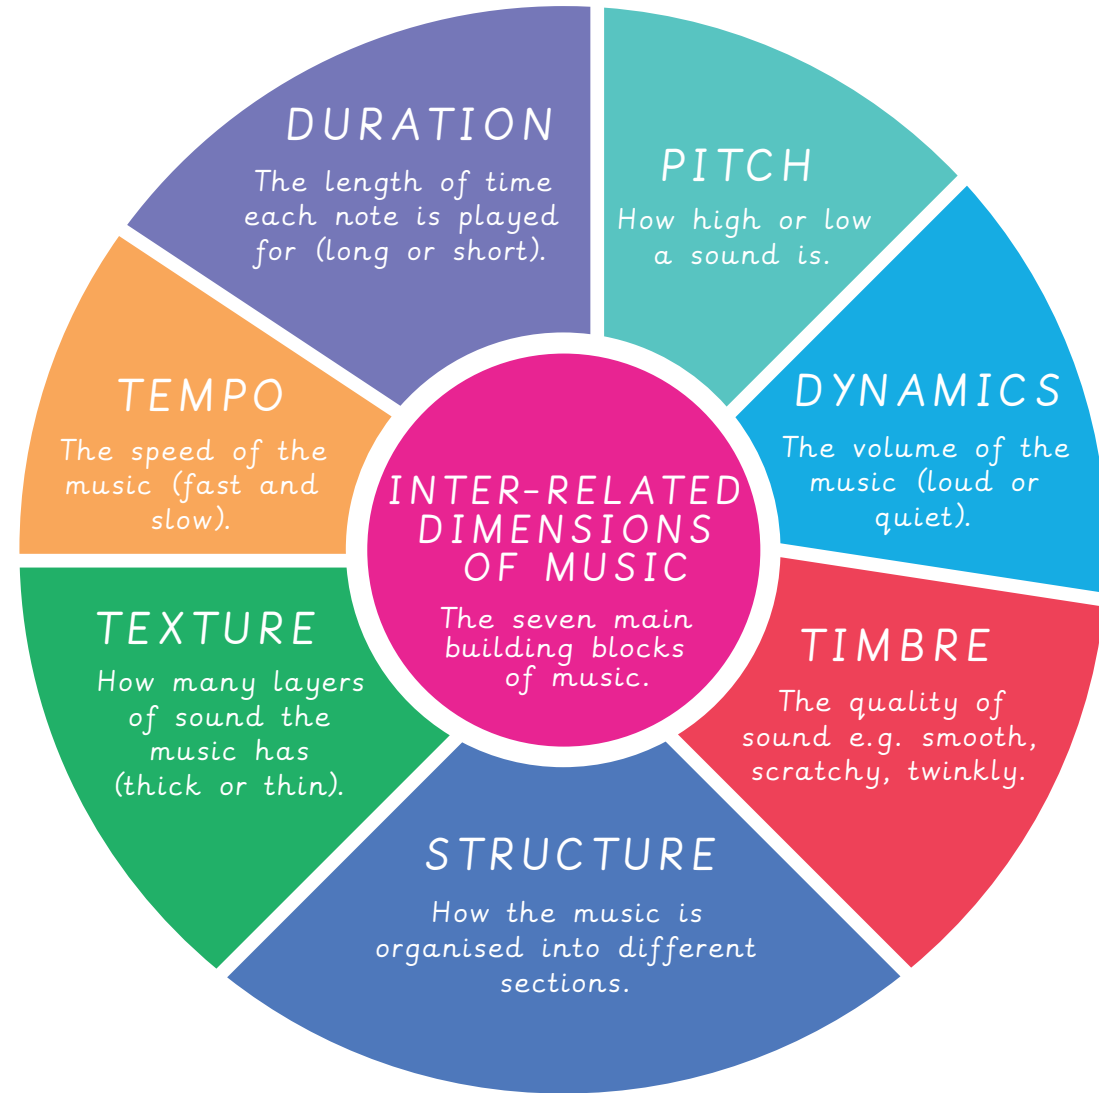 DURATION
The length of time
each note is played
for (long or short).
PITCH
How high or low
a sound is.
DYNAMICS
The volume of the
music (loud or
quiet).
TIMBRE
The quality of
sound e.g. smooth,
scratchy, twinkly.
STRUCTURE
How the music is
organised into different
sections.
TEXTURE
How many layers
of sound the
music has
(thick or thin).
TEMPO
The speed of the
music (fast and
slow).
INTER-RELATED
DIMENSIONS
OF MUSIC
The seven main
building blocks
of music.